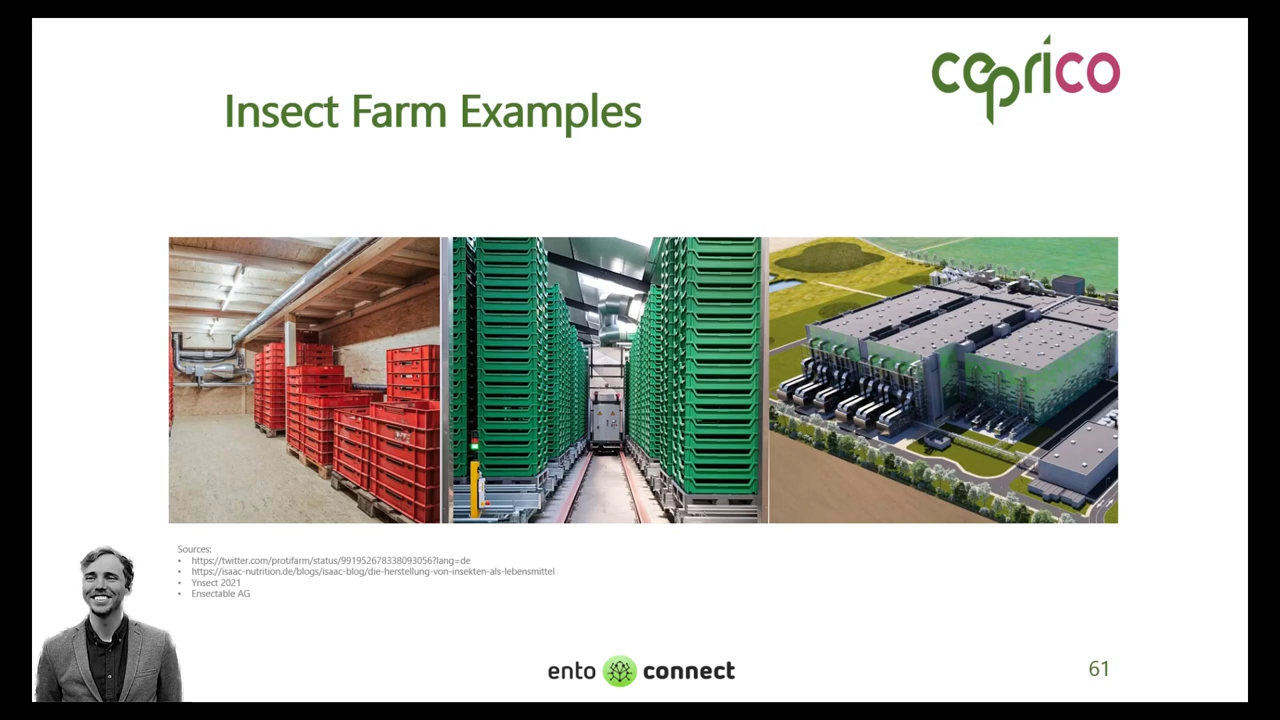 ceprico
Insect Farm Examples
Sources:
• https://twitter.com/protifarm/status/991952678338093056?lang=de
• https://isaac-nutrition.de/blogs/isaac-blog/die-herstellung-von-insekten-als-lebensmittel
• Ynsect 2021
• Ensectable AG
ento connect
61